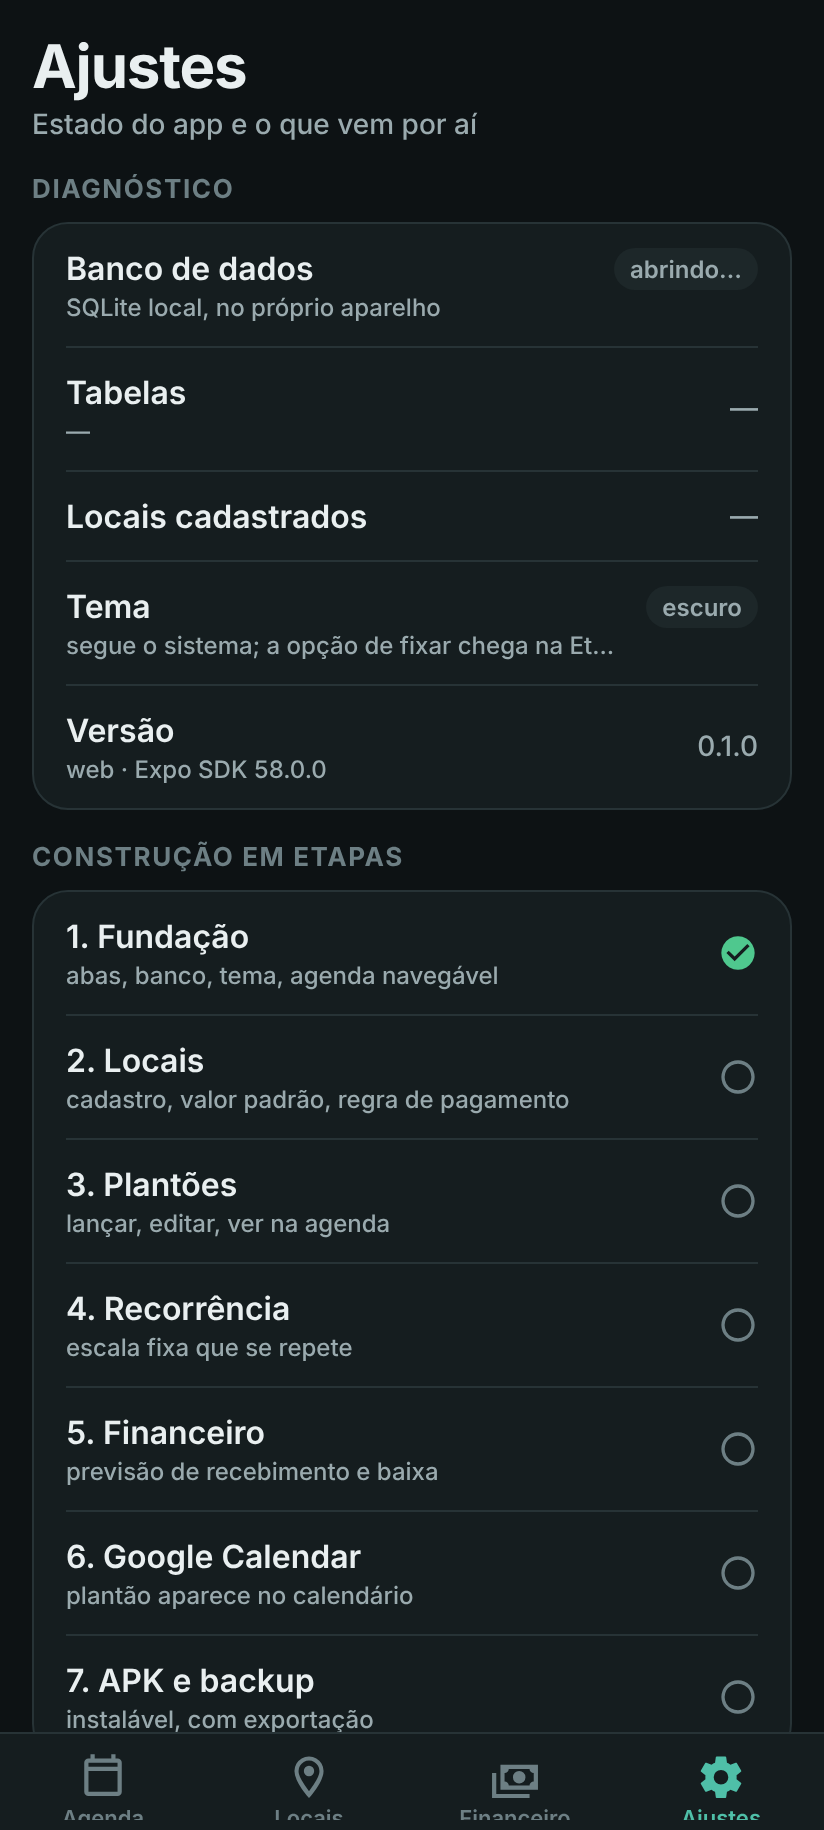 Ajustes
Estado do app e o que vem por aí
DIAGNÓSTICO
Banco de dados
abrindo...
SQLite local, no próprio aparelho
Tabelas
—
—
Locais cadastrados
—
Tema
escuro
segue o sistema; a opção de fixar chega na Et...
Versão
0.1.0
web · Expo SDK 58.0.0
CONSTRUÇÃO EM ETAPAS
1. Fundação
abas, banco, tema, agenda navegável
2. Locais
cadastro, valor padrão, regra de pagamento
3. Plantões
lançar, editar, ver na agenda
4. Recorrência
escala fixa que se repete
5. Financeiro
previsão de recebimento e baixa
6. Google Calendar
plantão aparece no calendário
7. APK e backup
instalável, com exportação
Agenda
Locais
Financeiro
Ajustes